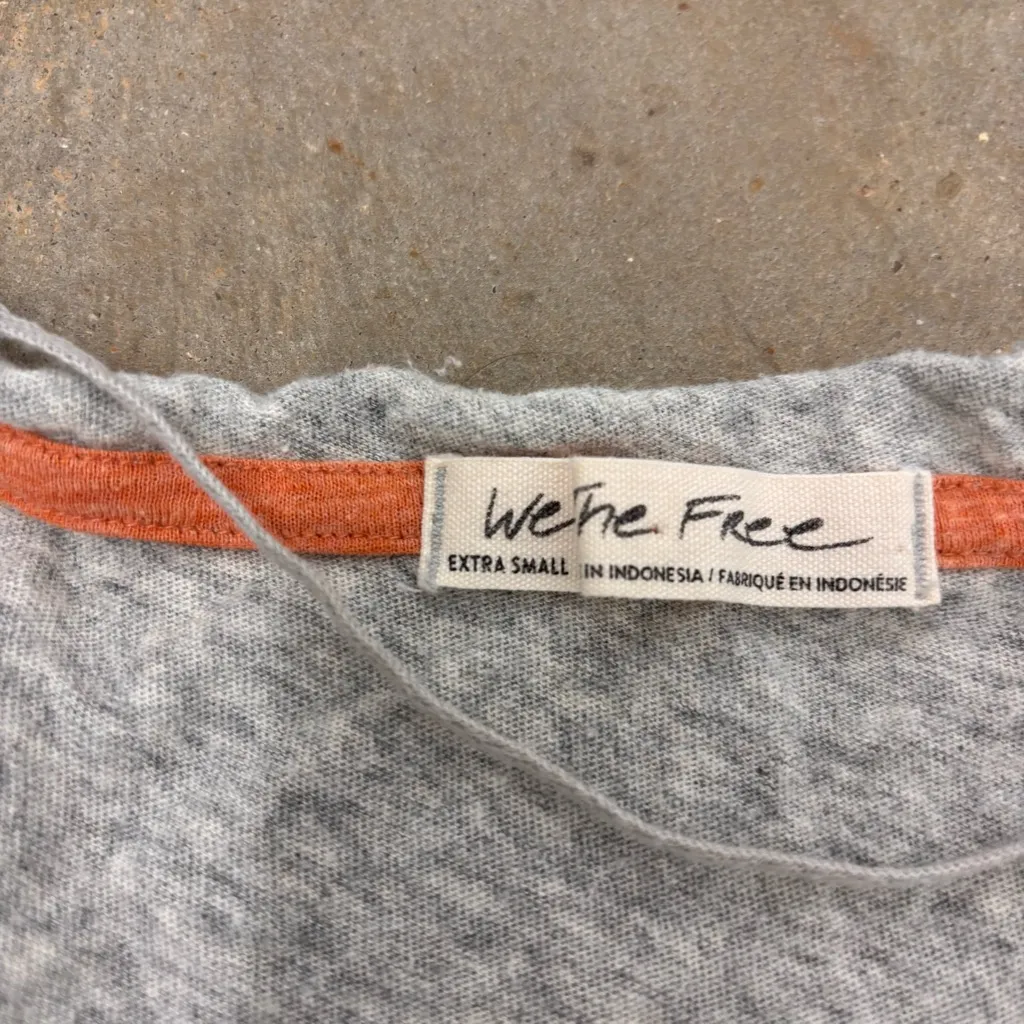 We The Free
EXTRA SMALL IN INDONESIA / FABRIQUÉ EN INDONÉSIE